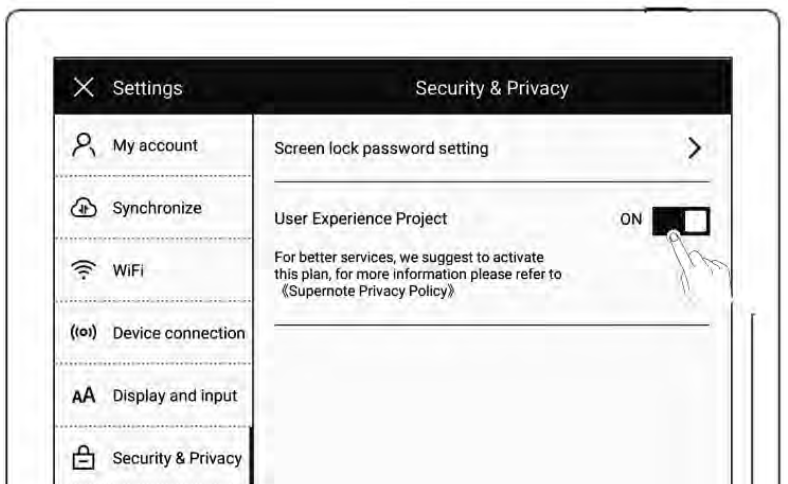 Settings
Security & Privacy
My account
Synchronize
WiFi
Device connection
AA Display and input
Security & Privacy
Screen lock password setting
User Experience Project
ON
For better services, we suggest to activate
this plan, for more information please refer to
《Supernote Privacy Policy》